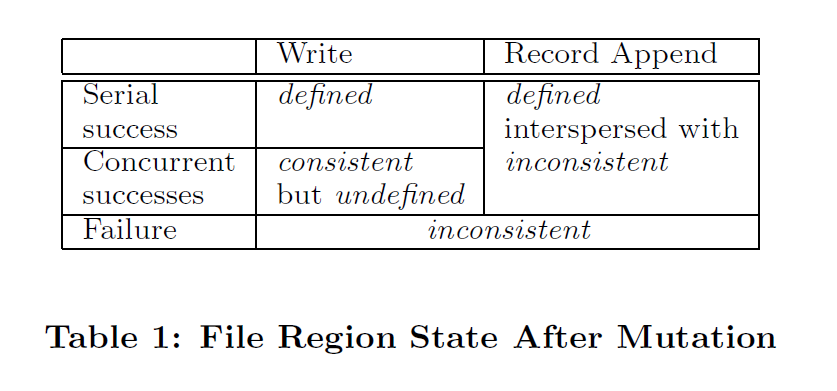 Write Record Append
Serial defined defined
success interspersed with
Concurrent consistent inconsistent
successes but undefined
Failure inconsistent
Table 1: File Region State After Mutation